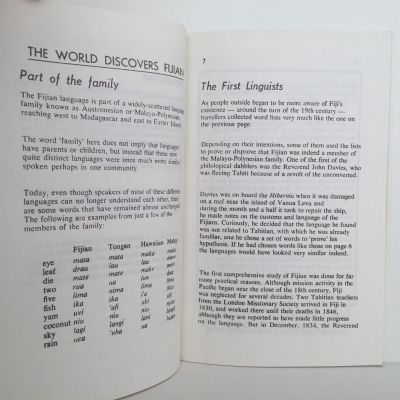 THE WORLD DISCOVERS FIJIAN
Part of the family
The Fijian language is part of a widely-scattered language
family known as Austronesian or Malayo-Polynesian,
reaching west to Madagascar and east to Easter Island.
The word 'family' here does not imply that languages
have parents or children, but instead that these now
quite distinct languages were once much more similar
spoken perhaps in one community.
Today, even though speakers of most of these different
languages can no longer understand each other, there
are some words that have remained almost unchanged.
The following are examples from just a few of the
members of the family:
Fijian Tongan Hawaiian Malay
eye mata mata maka
leaf drau lau lau
die mate mate make
two rua ua lua
five lima nima lima
fish ika ika i'a
yam uvi 'ufi uhi
coconut niu niu niu
sky lagi langi lani
rain uca 'uha ua
7
The First Linguists
As people outside began to be more aware of Fiji's
existence — around the turn of the 19th century —
travellers collected word lists very much like the one on
the previous page.
Depending on their intentions, some of them used the lists
to prove or disprove that Fijian was indeed a member of
the Malayo-Polynesian family. One of the first of the
philological dabblers was the Reverend John Davies, who
was fleeing Tahiti because of a revolt of the unconverted.
Davies was on board the Hibernia when it was damaged
on a reef near the island of Vanua Levu and
during the month and a half it took to repair the ship,
he made notes on the customs and language of the
Fijians. Curiously, he decided that the language he found
was not related to Tahitian, with which he was already
familiar, and he chose a set of words to 'prove' his
hypothesis. If he had chosen words like those on page 6
the languages would have looked very similar indeed.
The first comprehensive study of Fijian was done for far
more practical reasons. Although mission activity in the
Pacific began near the close of the 18th century, Fiji
was neglected for several decades. Two Tahitian teachers
from the London Missionary Society arrived in Fiji in
1830, and worked there until their deaths in 1846,
although they are reported to have made little progress
on the language. But in December, 1834, the Reverend